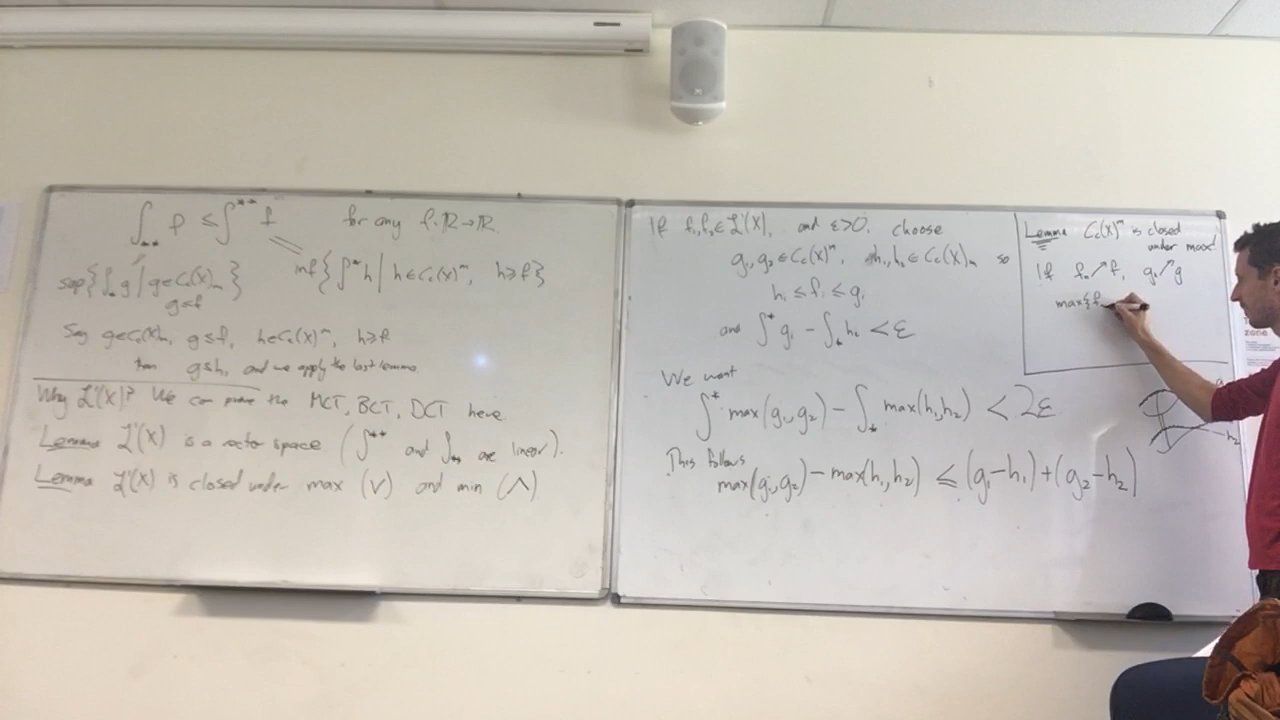 ∫_** f ≤ ∫^** f for any f: ℝ→ℝ.
sup{∫_* g | g∈C_c(X)_m g≤f}
inf{∫^* h | h∈C_c(X)^m, h≥f}
Say g∈C_c(X)_m, g≤f, h∈C_c(X)^m, h≥f
then g≤h, and we apply the last lemma.
Why ℒ'(X)? We can prove the MCT, BCT, DCT here
Lemma ℒ'(X) is a vector space (∫^** and ∫_** are linear).
Lemma ℒ'(X) is closed under max (∨) and min (∧)
If f₁,f₂∈ℒ'(X), and ε>0, choose
g₁,g₂∈C_c(X)^m, h₁,h₂∈C_c(X)_m so
h_i ≤ f_i ≤ g_i
and ∫^* g_i − ∫_* h_i < ε
We want
∫^* max(g₁,g₂) − ∫_* max(h₁,h₂) < 2ε
This follows
max(g₁,g₂) − max(h₁,h₂) ≤ (g₁−h₁)+(g₂−h₂)
Lemma C_c(X)^m is closed
under max!
If f_n↗f, g_n↗g
max{f_n
h₂
zone